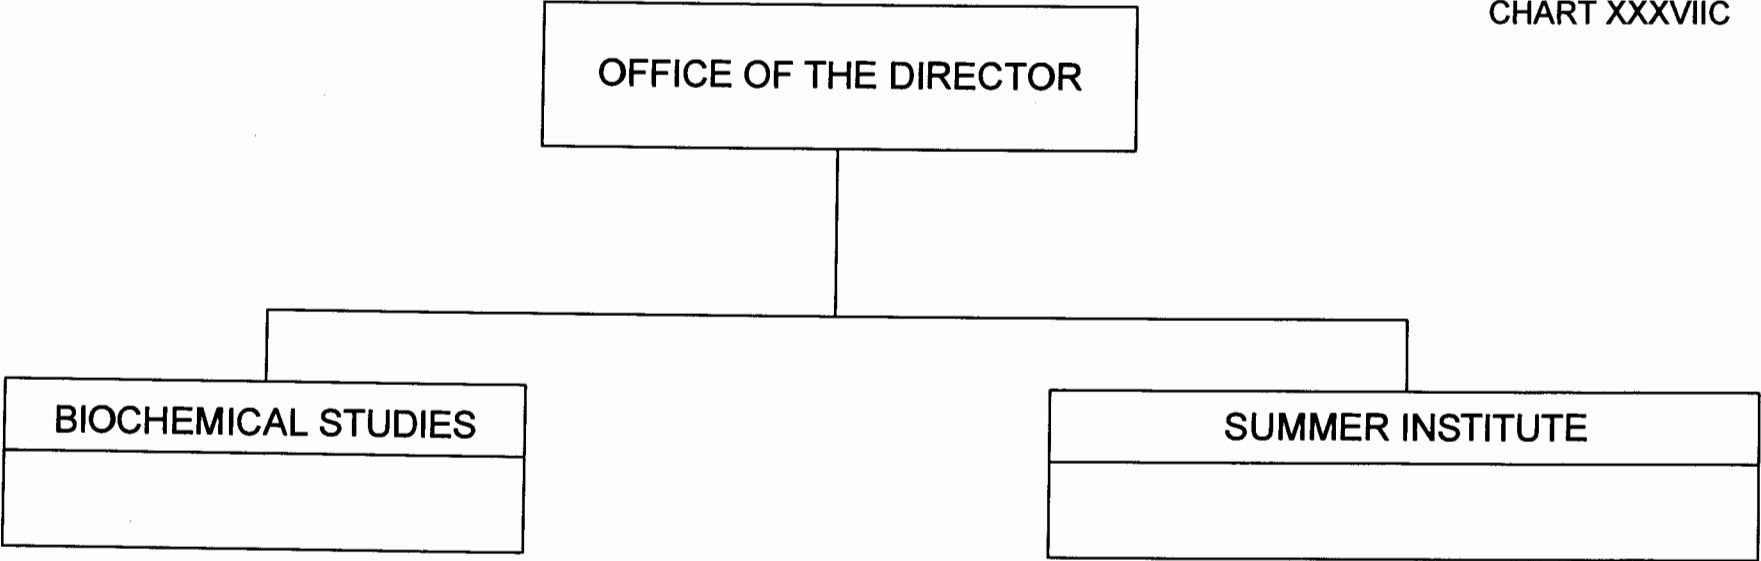 CHART XXXVIIC
OFFICE OF THE DIRECTOR
BIOCHEMICAL STUDIES
SUMMER INSTITUTE